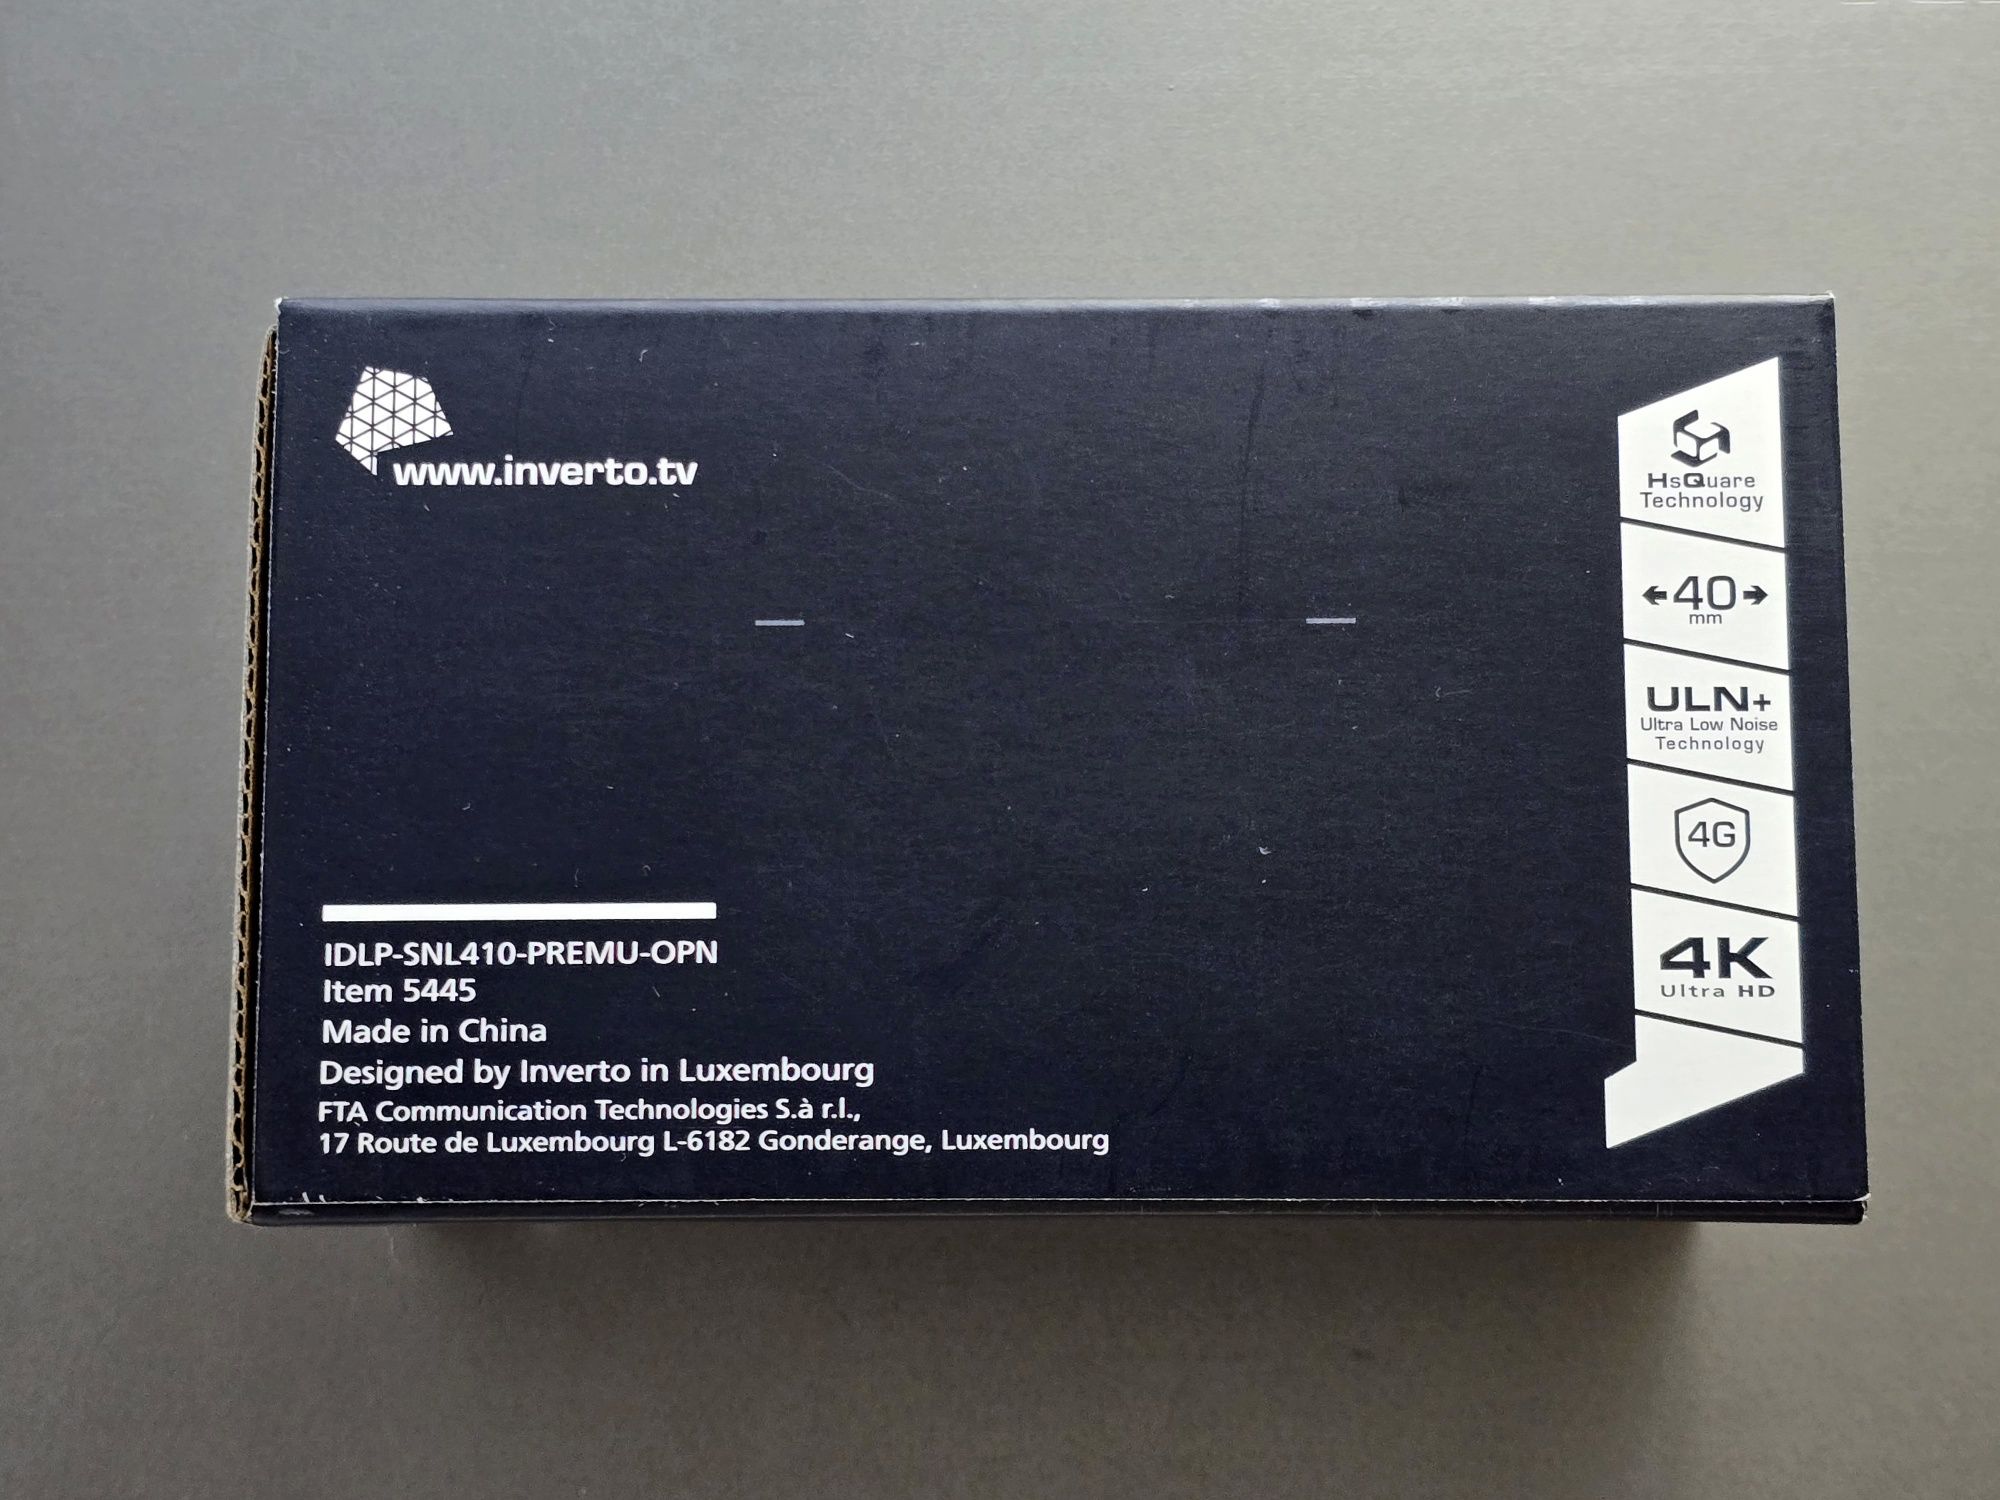 www.inverto.tv
HsQuare
Technology
40
mm
ULN+
Ultra Low Noise
Technology
4G
4K
Ultra HD
IDLP-SNL410-PREMU-OPN
Item 5445
Made in China
Designed by Inverto in Luxembourg
FTA Communication Technologies S.à r.l.,
17 Route de Luxembourg L-6182 Gonderange, Luxembourg